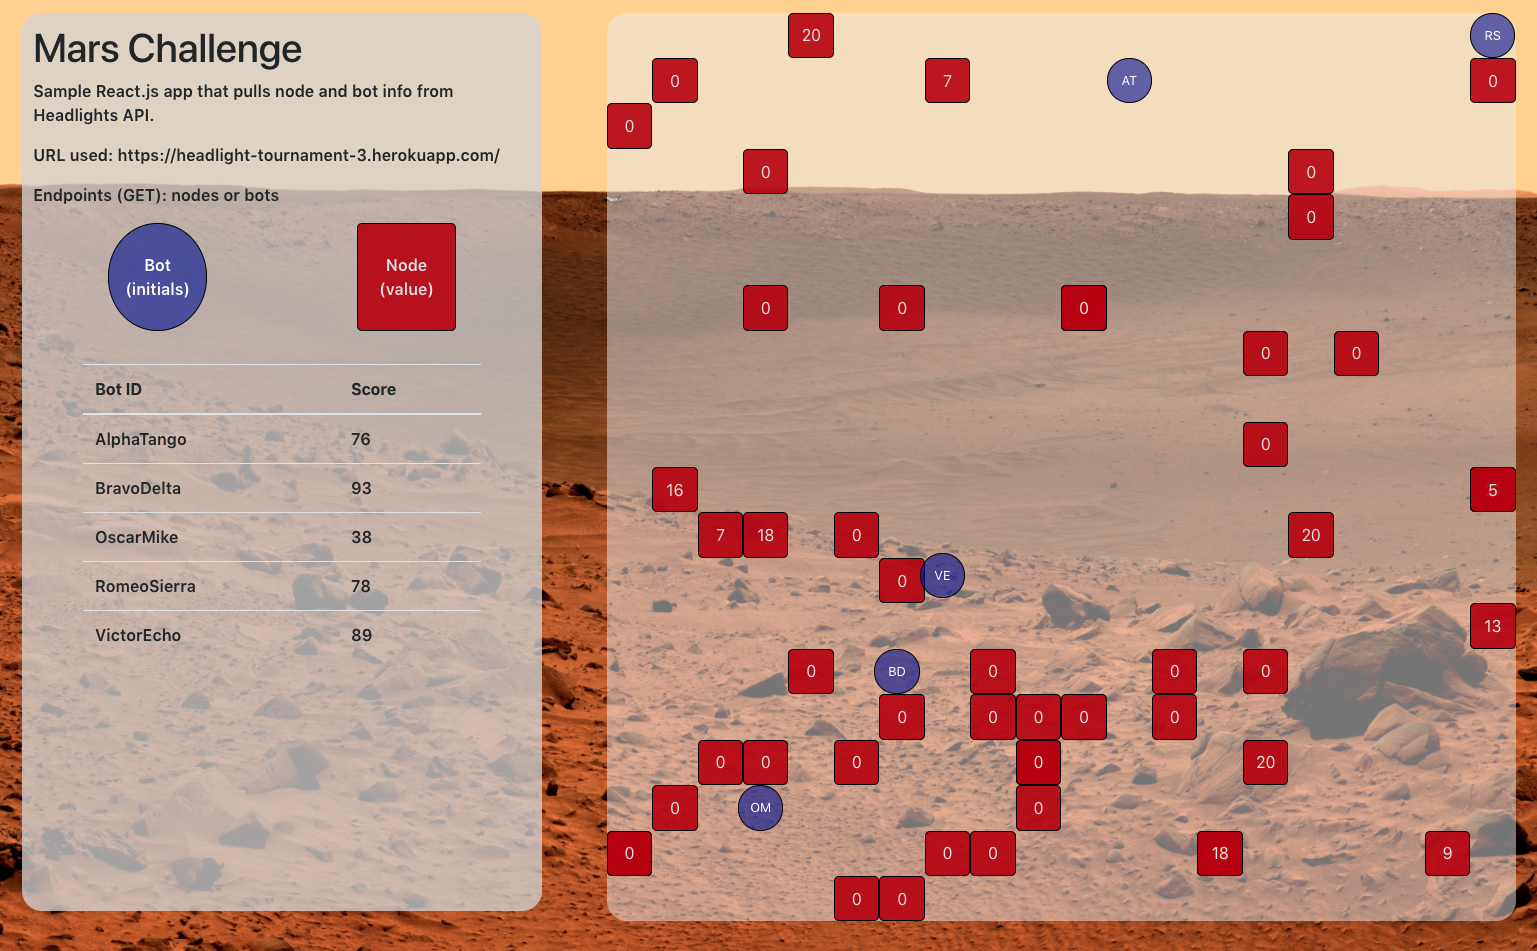 Mars Challenge
Sample React.js app that pulls node and bot info from
Headlights API.
URL used: https://headlight-tournament-3.herokuapp.com/
Endpoints (GET): nodes or bots
Bot
(initials)
Node
(value)
Bot ID Score
AlphaTango 76
BravoDelta 93
OscarMike 38
RomeoSierra 78
VictorEcho 89
20 RS
0 7 AT 0
0
0 0
0
0 0 0
0 0
0
16 5
7 18 0 20
0 VE
13
0 BD 0 0 0
0 0 0 0 0
0 0 0 0 20
0 OM 0
0 0 0 18 9
0 0